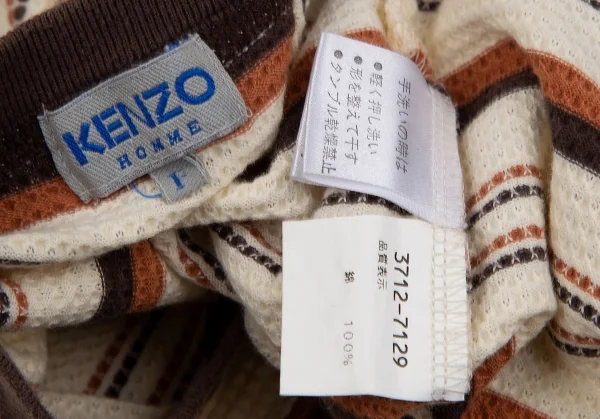 KENZO
HOMME
1
手洗いの時は
●軽く押し洗い
●形を整えて干す
●タンブル乾燥禁止
3712-7129
品質表示
綿 100%